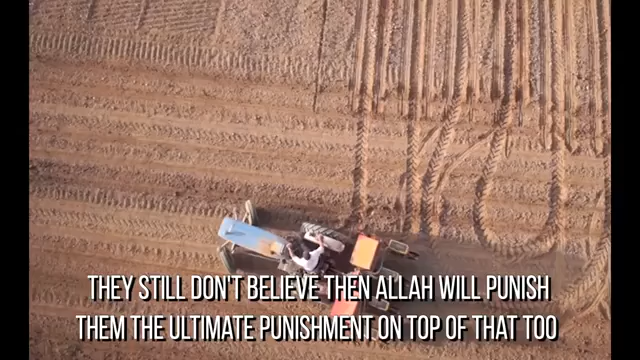 THEY STILL DON'T BELIEVE THEN ALLAH WILL PUNISH
THEM THE ULTIMATE PUNISHMENT ON TOP OF THAT TOO